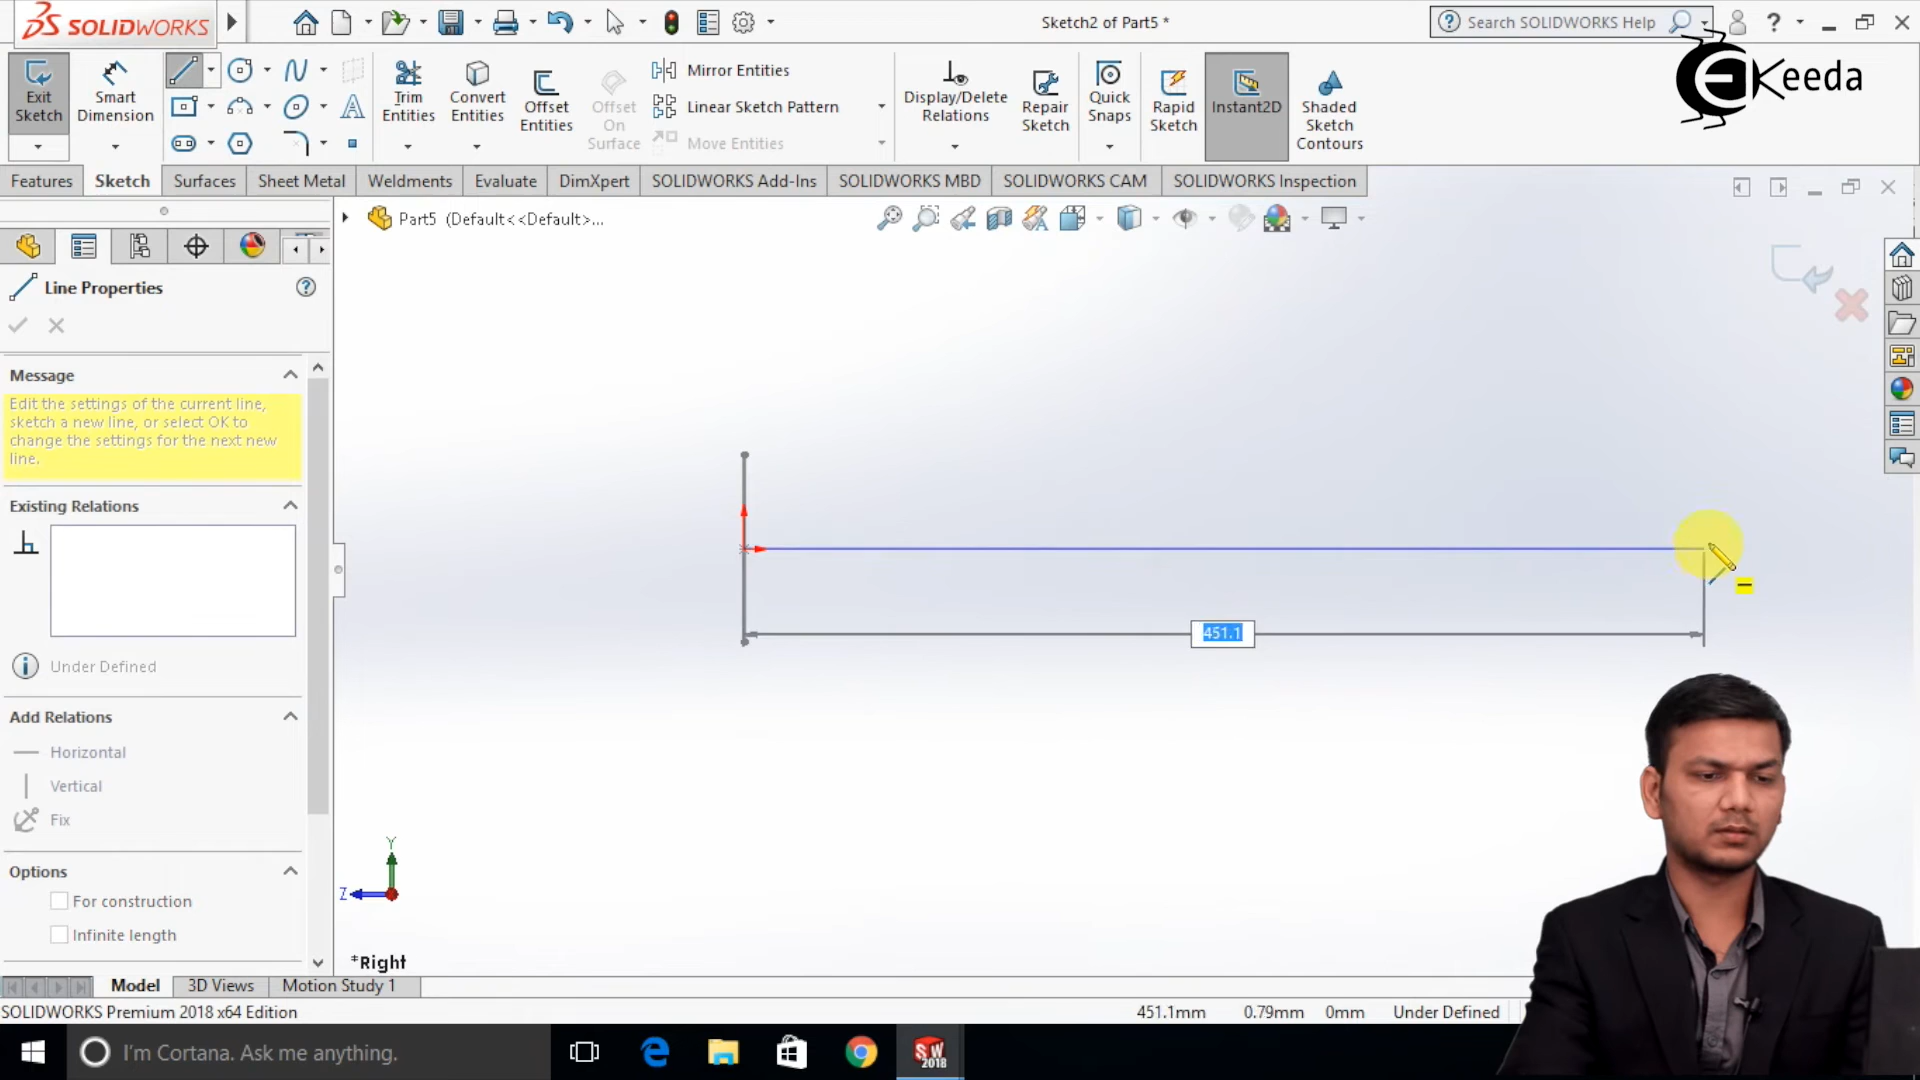 SOLIDWORKS
Sketch2 of Part5 *
Search SOLIDWORKS Help
?
Keeda
Exit Sketch
Smart Dimension
Trim Entities
Convert Entities
Offset Entities
Offset On Surface
Mirror Entities
Linear Sketch Pattern
Move Entities
Display/Delete Relations
Repair Sketch
Quick Snaps
Rapid Sketch
Instant2D
Shaded Sketch Contours
Features
Sketch
Surfaces
Sheet Metal
Weldments
Evaluate
DimXpert
SOLIDWORKS Add-Ins
SOLIDWORKS MBD
SOLIDWORKS CAM
SOLIDWORKS Inspection
Part5 (Default<<Default>...
Line Properties
Message
Edit the settings of the current line,
sketch a new line, or select OK to
change the settings for the next new
line.
Existing Relations
Under Defined
Add Relations
Horizontal
Vertical
Fix
Options
For construction
Infinite length
451.1
Y
Z
*Right
Model
3D Views
Motion Study 1
SOLIDWORKS Premium 2018 x64 Edition
451.1mm
0.79mm
0mm
Under Defined
I'm Cortana. Ask me anything.
SW
2018